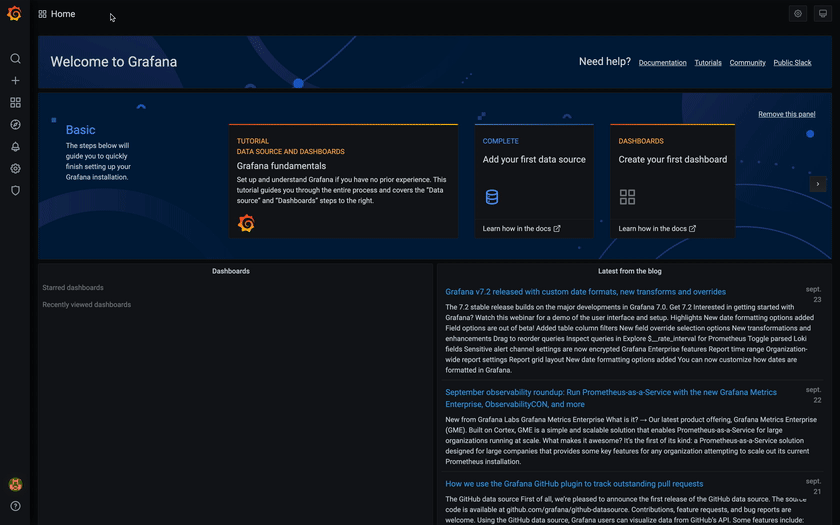 Home
Welcome to Grafana
Need help?
Documentation
Tutorials
Community
Public Slack
Remove this panel
Basic
The steps below will
guide you to quickly
finish setting up your
Grafana installation.
TUTORIAL
DATA SOURCE AND DASHBOARDS
Grafana fundamentals
Set up and understand Grafana if you have no prior experience. This
tutorial guides you through the entire process and covers the “Data
source” and “Dashboards” steps to the right.
COMPLETE
Add your first data source
Learn how in the docs
DASHBOARDS
Create your first dashboard
Learn how in the docs
Dashboards
Starred dashboards
Recently viewed dashboards
Latest from the blog
Grafana v7.2 released with custom date formats, new transforms and overrides
sept.
23
The 7.2 stable release builds on the major developments in Grafana 7.0. Get 7.2 Interested in getting started with
Grafana? Watch this webinar for a demo of the user interface and setup. Highlights New date formatting options added
Field options are out of beta! Added table column filters New field override selection options New transformations and
enhancements Drag to reorder queries Inspect queries in Explore $__rate_interval for Prometheus Toggle parsed Loki
fields Sensitive alert channel settings are now encrypted Grafana Enterprise features Report time range Organization-
wide report settings Report grid layout New date formatting options added You can now customize how dates are
formatted in Grafana.
September observability roundup: Run Prometheus-as-a-Service with the new Grafana Metrics
Enterprise, ObservabilityCON, and more
sept.
22
New from Grafana Labs Grafana Metrics Enterprise What is it? → Our latest product offering, Grafana Metrics Enterprise
(GME). Built on Cortex, GME is a simple and scalable solution that enables Prometheus-as-a-Service for large
organizations running at scale. What makes it awesome? It’s the first of its kind: a Prometheus solution
designed for large companies that provides some key features for any organization attempting to scale out its current
Prometheus installation.
How we use the Grafana GitHub plugin to track outstanding pull requests
sept.
21
The GitHub data source First of all, we’re pleased to announce the first release of the GitHub data source. The source
code is available at github.com/grafana/github-datasource. Contributions, feature requests, and bug reports are
welcome. Using the GitHub data source, Grafana users can visualize data from GitHub’s API. Some features include: